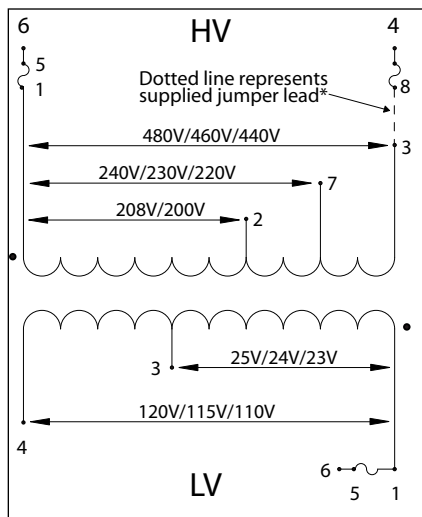 6
HV
4
5
1
Dotted line represents
supplied jumper lead*
8
480V/460V/440V
3
240V/230V/220V
7
208V/200V
2
25V/24V/23V
3
120V/115V/110V
4
6
5
1
LV